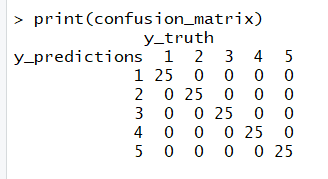 > print(confusion_matrix)
             y_truth
y_predictions  1  2  3  4  5
            1 25  0  0  0  0
            2  0 25  0  0  0
            3  0  0 25  0  0
            4  0  0  0 25  0
            5  0  0  0  0 25